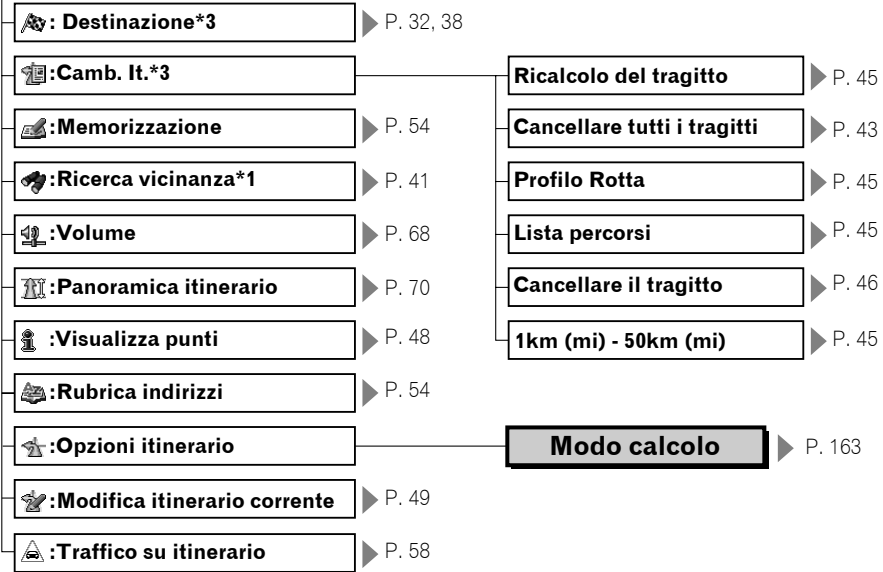 : Destinazione*3 P. 32, 38
:Camb. It.*3
Ricalcolo del tragitto P. 45
:Memorizzazione P. 54
Cancellare tutti i tragitti P. 43
:Ricerca vicinanza*1 P. 41
Profilo Rotta P. 45
:Volume P. 68
Lista percorsi P. 45
:Panoramica itinerario P. 70
Cancellare il tragitto P. 46
:Visualizza punti P. 48
1km (mi) - 50km (mi) P. 45
:Rubrica indirizzi P. 54
:Opzioni itinerario
Modo calcolo P. 163
:Modifica itinerario corrente P. 49
:Traffico su itinerario P. 58